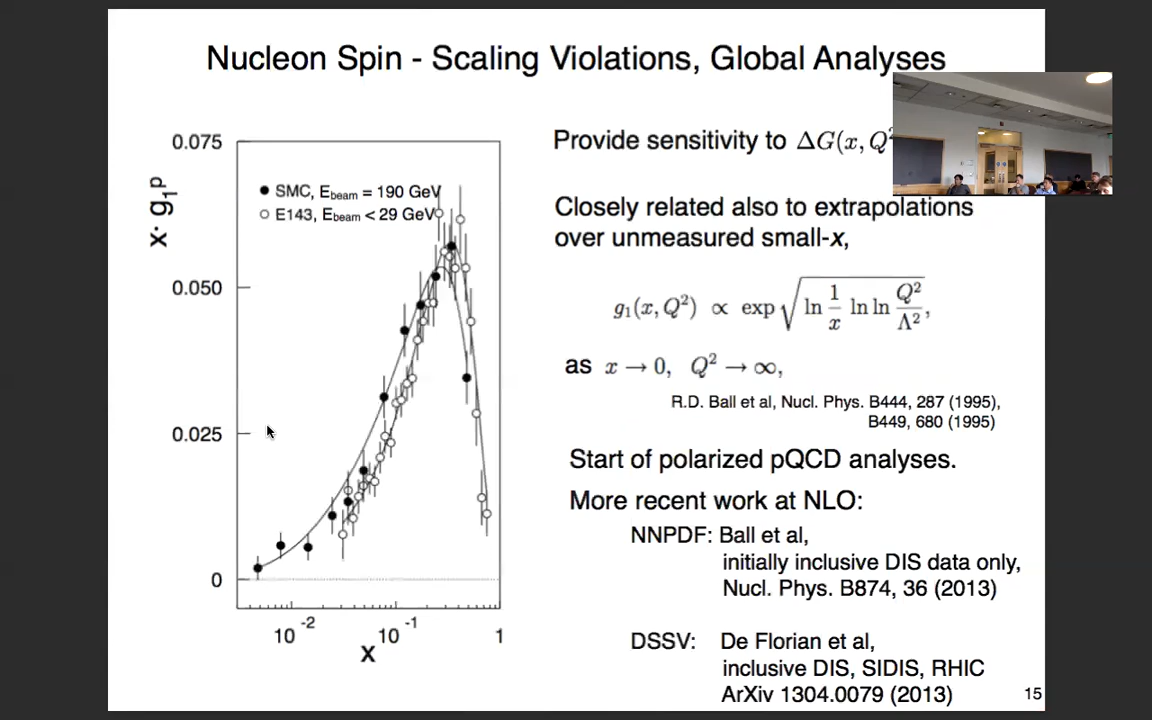 Nucleon Spin - Scaling Violations, Global Analyses
0.075
0.050
0.025
0
x· g₁ᵖ
● SMC, E_beam = 190 GeV
○ E143, E_beam < 29 GeV
10⁻²
10⁻¹
1
X
Provide sensitivity to ΔG(x, Q²
Closely related also to extrapolations
over unmeasured small-x,
g₁(x, Q²) ∝ exp √(ln 1/x ln ln Q²/Λ²),
as x → 0, Q² → ∞,
R.D. Ball et al, Nucl. Phys. B444, 287 (1995),
B449, 680 (1995)
Start of polarized pQCD analyses.
More recent work at NLO:
NNPDF: Ball et al,
initially inclusive DIS data only,
Nucl. Phys. B874, 36 (2013)
DSSV: De Florian et al,
inclusive DIS, SIDIS, RHIC
ArXiv 1304.0079 (2013)
15